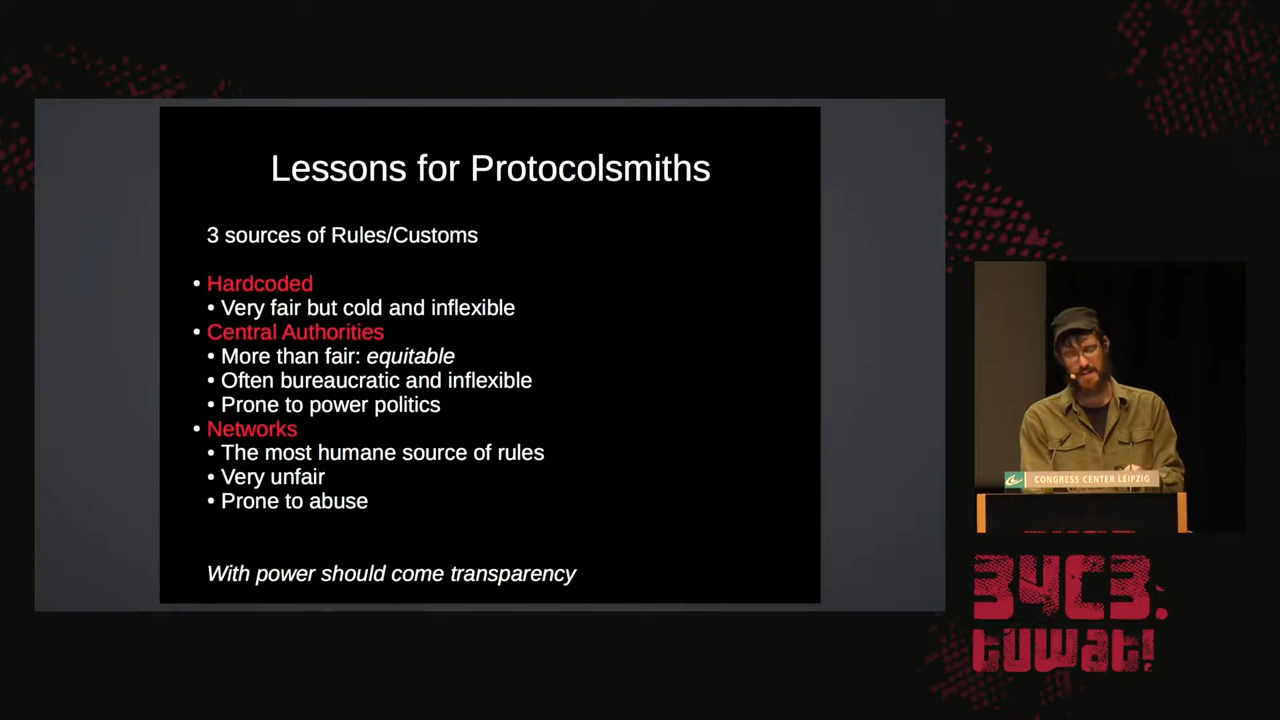 Lessons for Protocolsmiths
3 sources of Rules/Customs
• Hardcoded
• Very fair but cold and inflexible
• Central Authorities
• More than fair: equitable
• Often bureaucratic and inflexible
• Prone to power politics
• Networks
• The most humane source of rules
• Very unfair
• Prone to abuse
With power should come transparency
CONGRESS CENTER LEIPZIG
34C3.
tuwat!